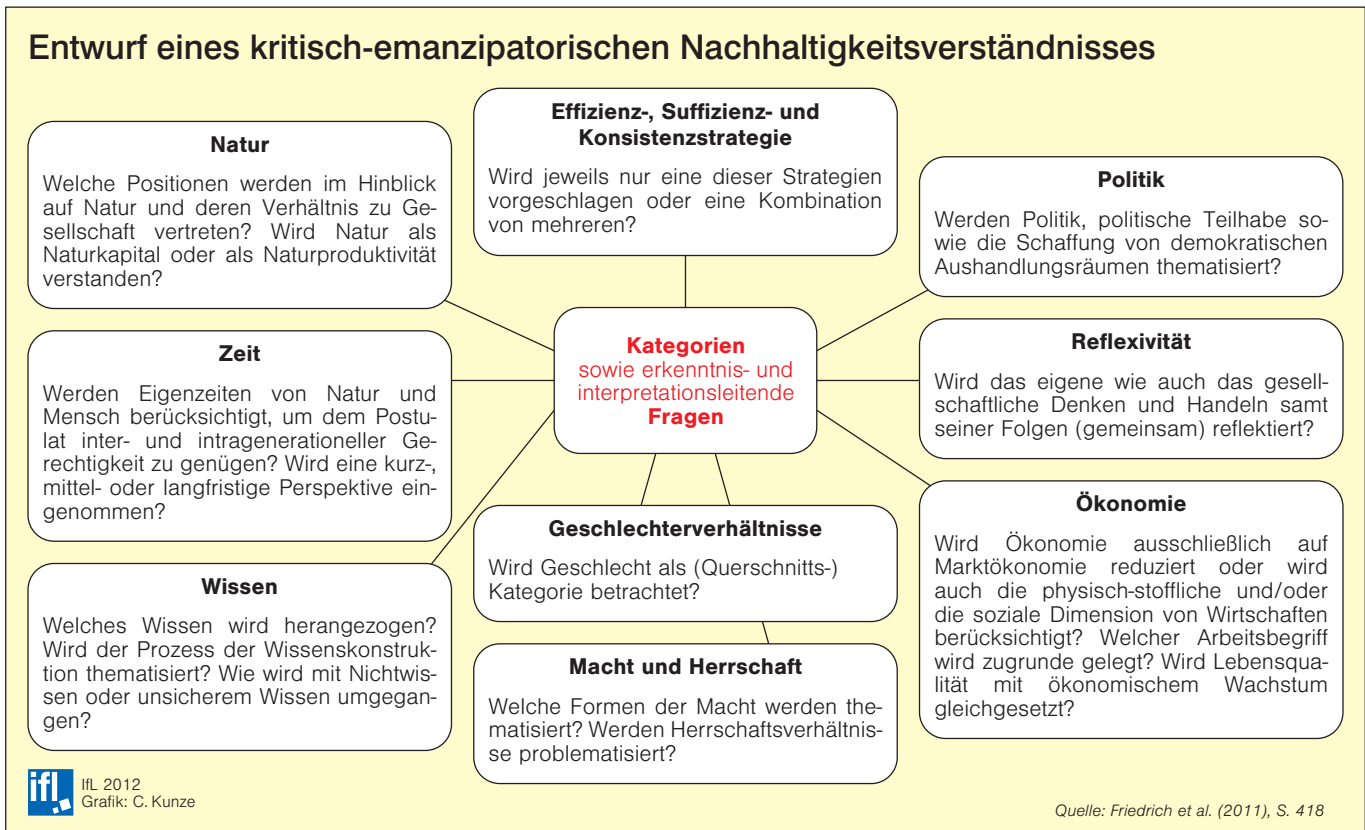 Entwurf eines kritisch-emanzipatorischen Nachhaltigkeitsverständnisses
Natur
Welche Positionen werden im Hinblick
auf Natur und deren Verhältnis zu Ge-
sellschaft vertreten? Wird Natur als
Naturkapital oder als Naturproduktivität
verstanden?
Effizienz-, Suffizienz- und
Konsistenzstrategie
Wird jeweils nur eine dieser Strategien
vorgeschlagen oder eine Kombination
von mehreren?
Politik
Werden Politik, politische Teilhabe so-
wie die Schaffung von demokratischen
Aushandlungsräumen thematisiert?
Kategorien
sowie erkenntnis- und
interpretationsleitende
Fragen
Zeit
Werden Eigenzeiten von Natur und
Mensch berücksichtigt, um dem Postu-
lat inter- und intragenerationeller Ge-
rechtigkeit zu genügen? Wird eine kurz-,
mittel- oder langfristige Perspektive ein-
genommen?
Reflexivität
Wird das eigene wie auch das gesell-
schaftliche Denken und Handeln samt
seiner Folgen (gemeinsam) reflektiert?
Wissen
Welches Wissen wird herangezogen?
Wird der Prozess der Wissenskonstruk-
tion thematisiert? Wie wird mit Nichtwis-
sen oder unsicherem Wissen umgegan-
gen?
Geschlechterverhältnisse
Wird Geschlecht als (Querschnitts-)
Kategorie betrachtet?
Macht und Herrschaft
Welche Formen der Macht werden the-
matisiert? Werden Herrschaftsverhältnis-
se problematisiert?
Ökonomie
Wird Ökonomie ausschließlich auf
Marktökonomie reduziert oder wird
auch die physisch-stoffliche und/oder
die soziale Dimension von Wirtschaften
berücksichtigt? Welcher Arbeitsbegriff
wird zugrunde gelegt? Wird Lebensqua-
lität mit ökonomischem Wachstum
gleichgesetzt?
ifl
IfL 2012
Grafik: C. Kunze
Quelle: Friedrich et al. (2011), S. 418